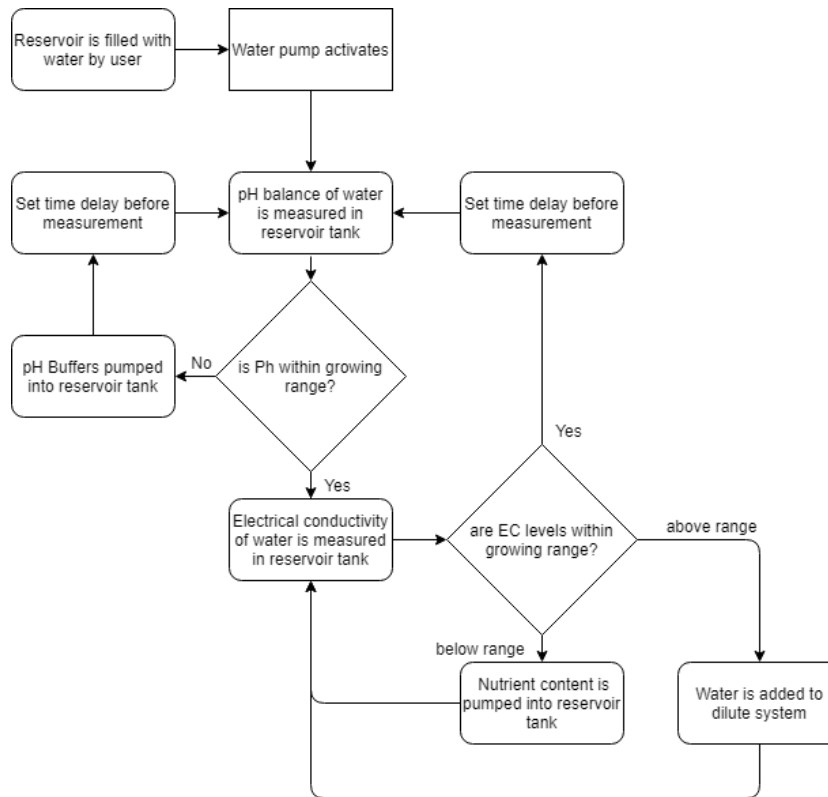 Reservoir is filled with
water by user
Water pump activates
Set time delay before
measurement
pH balance of water
is measured in
reservoir tank
Set time delay before
measurement
pH Buffers pumped
into reservoir tank
No
is Ph within growing
range?
Yes
Yes
Electrical conductivity
of water is measured
in reservoir tank
are EC levels within
growing range?
above range
below range
Nutrient content is
pumped into reservoir
tank
Water is added to
dilute system